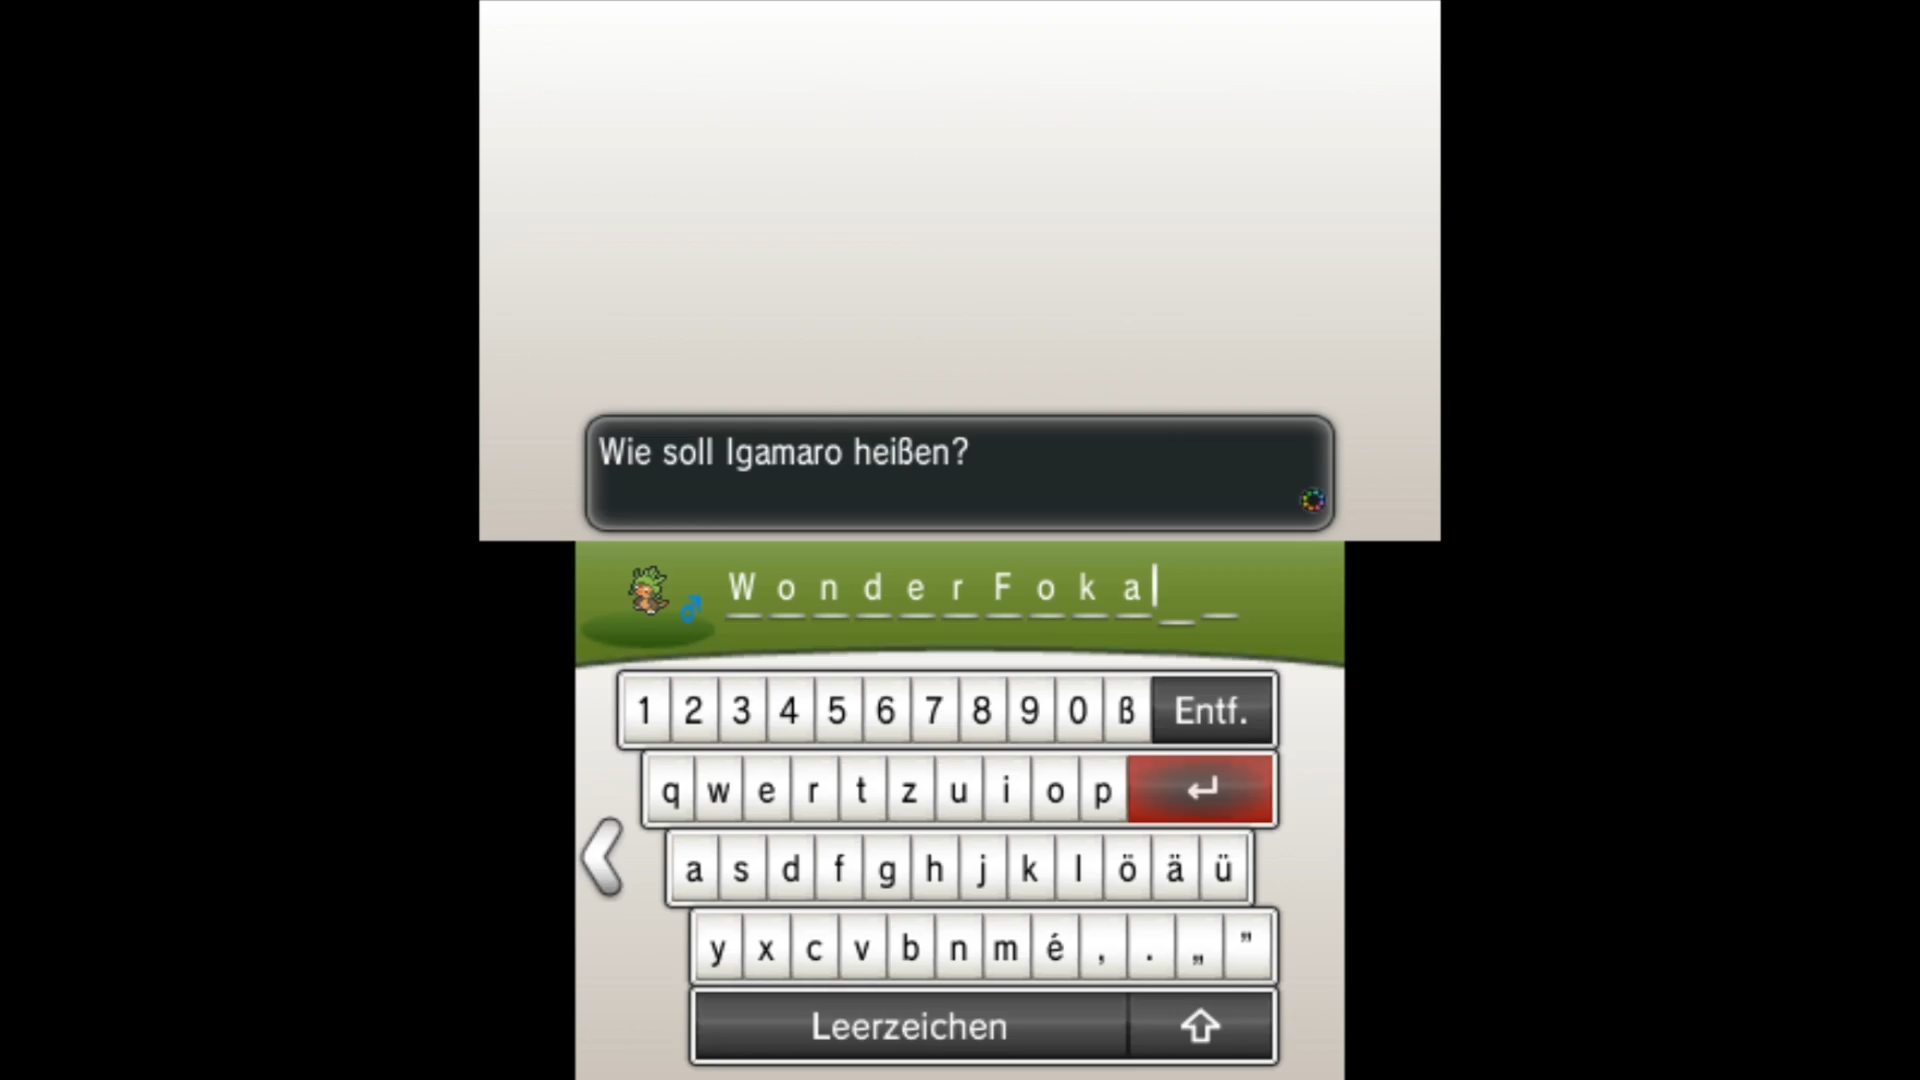 Wie soll Igamaro heißen?
WonderFoka
1 2 3 4 5 6 7 8 9 0 ß Entf.
q w e r t z u i o p
a s d f g h j k l ö ä ü
y x c v b n m é , . „ ”
Leerzeichen